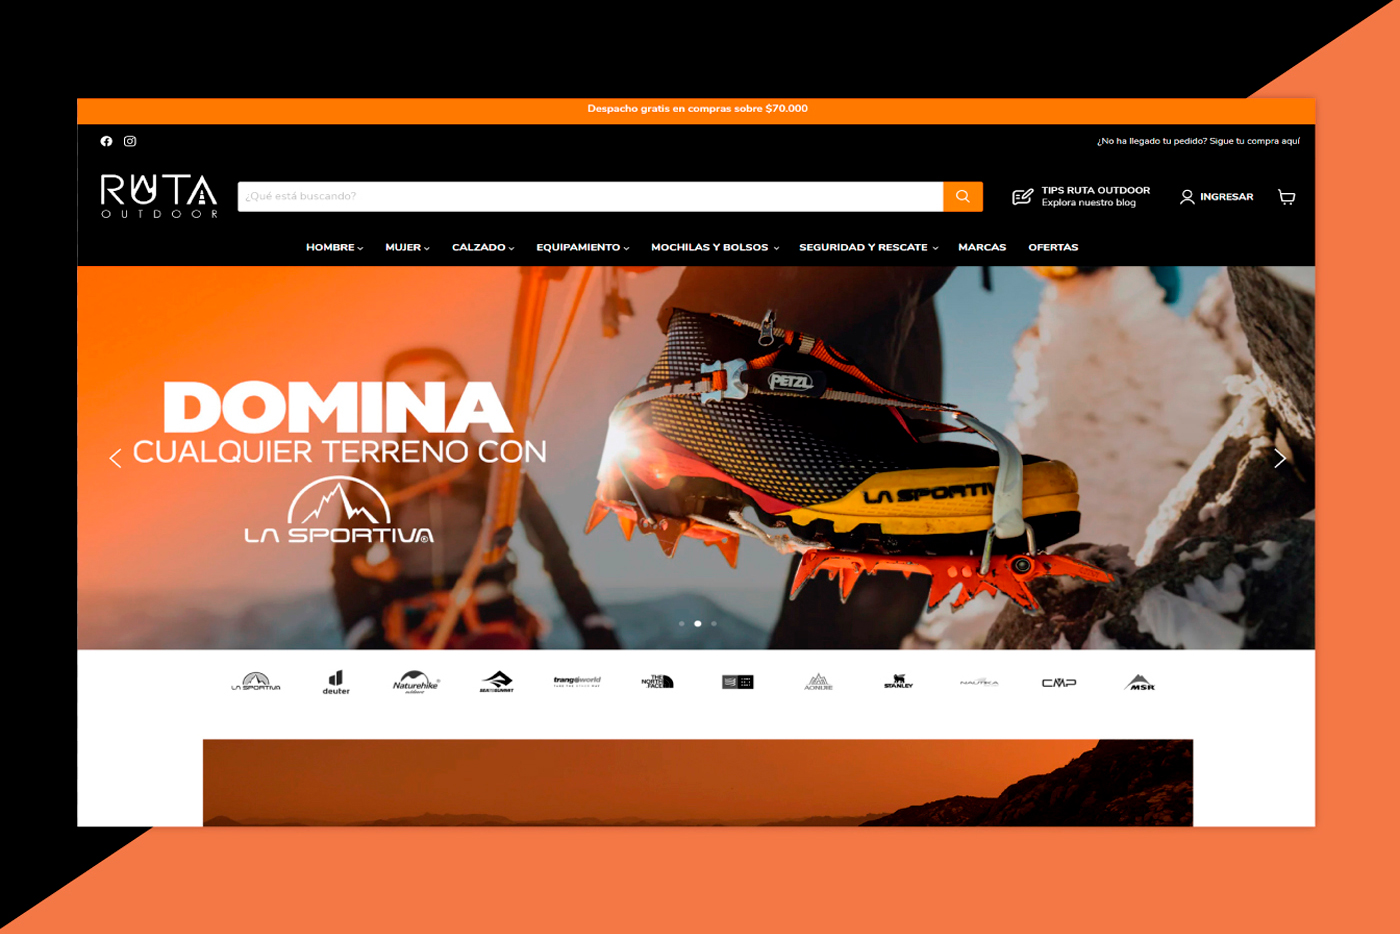 Despacho gratis en compras sobre $70.000
¿No ha llegado tu pedido? Sigue tu compra aquí
RUTA
OUTDOOR
¿Qué está buscando?
TIPS RUTA OUTDOOR
Explora nuestro blog
INGRESAR
HOMBRE MUJER CALZADO EQUIPAMIENTO MOCHILAS Y BOLSOS SEGURIDAD Y RESCATE MARCAS OFERTAS
PETZL
DOMINA
CUALQUIER TERRENO CON
LA SPORTIVA®
LA SPORTIV
LA SPORTIVA
deuter
Naturehike
outdoor
SEA TO SUMMIT
trangoworld
THE
NORTH
FACE
STANLEY
NAUTIKA
CMP
MSR